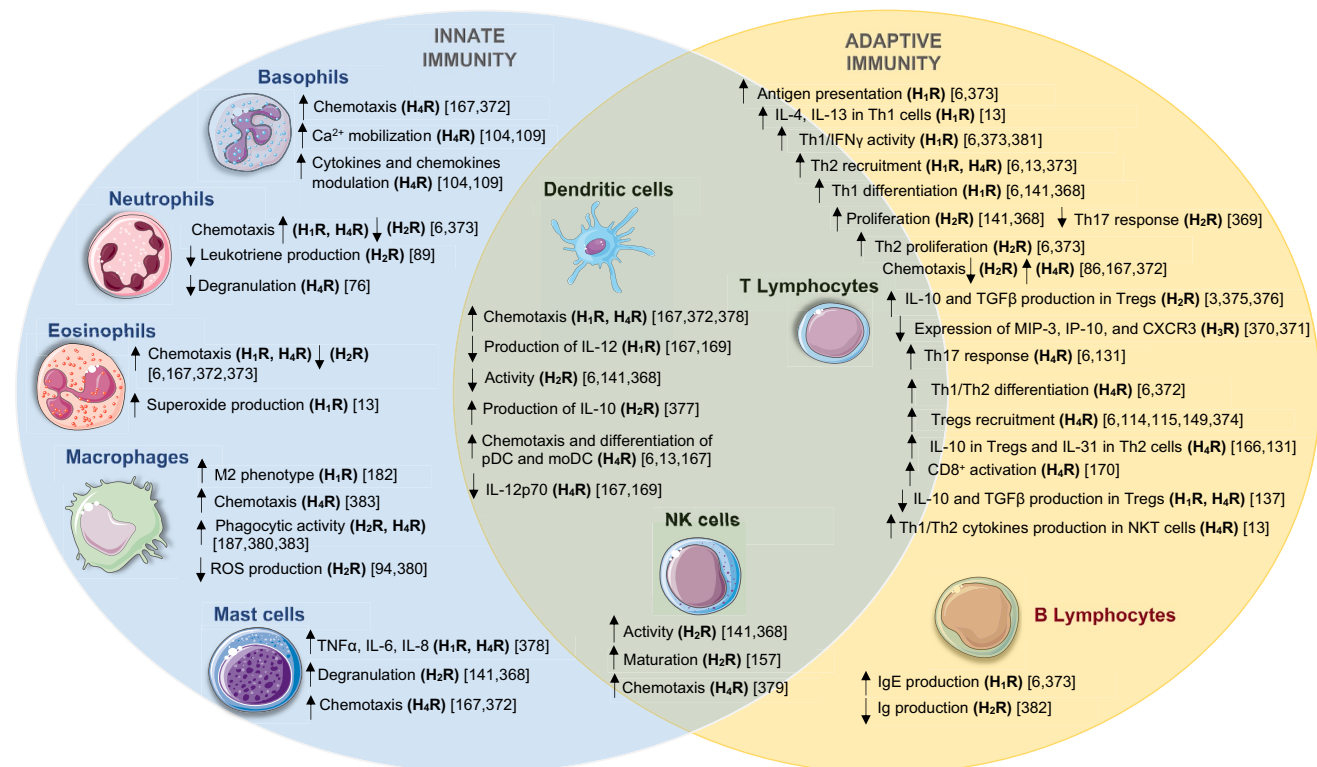 INNATE
IMMUNITY
Basophils
↑ Chemotaxis (H₄R) [167,372]
↑ Ca²⁺ mobilization (H₄R) [104,109]
↑ Cytokines and chemokines
modulation (H₄R) [104,109]
Neutrophils
Chemotaxis ↑ (H₁R, H₄R) ↓ (H₂R) [6,373]
↓ Leukotriene production (H₂R) [89]
↓ Degranulation (H₄R) [76]
Eosinophils
↑ Chemotaxis (H₁R, H₄R) ↓ (H₂R)
[6,167,372,373]
↑ Superoxide production (H₁R) [13]
Macrophages
↑ M2 phenotype (H₁R) [182]
↑ Chemotaxis (H₄R) [383]
↑ Phagocytic activity (H₂R, H₄R)
[187,380,383]
↓ ROS production (H₂R) [94,380]
Mast cells
↑ TNFα, IL-6, IL-8 (H₁R, H₄R) [378]
↑ Degranulation (H₂R) [141,368]
↑ Chemotaxis (H₄R) [167,372]
Dendritic cells
↑ Chemotaxis (H₁R, H₄R) [167,372,378]
↓ Production of IL-12 (H₁R) [167,169]
↓ Activity (H₂R) [6,141,368]
↑ Production of IL-10 (H₂R) [377]
↑ Chemotaxis and differentiation of
pDC and moDC (H₄R) [6,13,167]
↓ IL-12p70 (H₄R) [167,169]
NK cells
↑ Activity (H₂R) [141,368]
↑ Maturation (H₂R) [157]
↑ Chemotaxis (H₄R) [379]
ADAPTIVE
IMMUNITY
T Lymphocytes
↑ Antigen presentation (H₁R) [6,373]
↑ IL-4, IL-13 in Th1 cells (H₁R) [13]
↑ Th1/IFNγ activity (H₁R) [6,373,381]
↑ Th2 recruitment (H₁R, H₄R) [6,13,373]
↑ Th1 differentiation (H₁R) [6,141,368]
↑ Proliferation (H₂R) [141,368] ↓ Th17 response (H₂R) [369]
↑ Th2 proliferation (H₂R) [6,373]
Chemotaxis ↓ (H₂R) ↑ (H₄R) [86,167,372]
↑ IL-10 and TGFβ production in Tregs (H₂R) [3,375,376]
↓ Expression of MIP-3, IP-10, and CXCR3 (H₃R) [370,371]
↑ Th17 response (H₄R) [6,131]
↑ Th1/Th2 differentiation (H₄R) [6,372]
↑ Tregs recruitment (H₄R) [6,114,115,149,374]
↑ IL-10 in Tregs and IL-31 in Th2 cells (H₄R) [166,131]
↑ CD8⁺ activation (H₄R) [170]
↓ IL-10 and TGFβ production in Tregs (H₁R, H₄R) [137]
↑ Th1/Th2 cytokines production in NKT cells (H₄R) [13]
B Lymphocytes
↑ IgE production (H₁R) [6,373]
↓ Ig production (H₂R) [382]